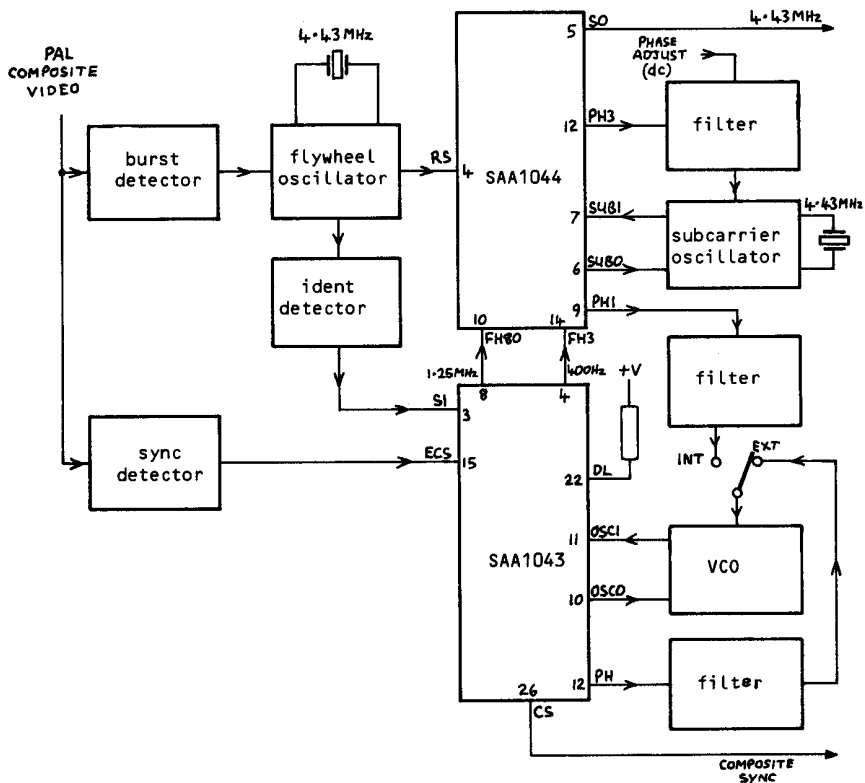 PAL
COMPOSITE
VIDEO
4·43MHz
5
SO
4·43MHz
PHASE
ADJUST
(dc)
burst
detector
flywheel
oscillator
RS
4
SAA1044
12
PH3
filter
7
SUBI
6
SUBO
subcarrier
oscillator
4·43MHz
ident
detector
9
PHI
10
FH80
14
FH3
1·25MHz
400Hz
8
4
+V
filter
SI
3
INT
EXT
sync
detector
ECS
15
22
DL
SAA1043
11
OSCI
10
OSCO
VCO
12
PH
filter
26
CS
COMPOSITE
SYNC